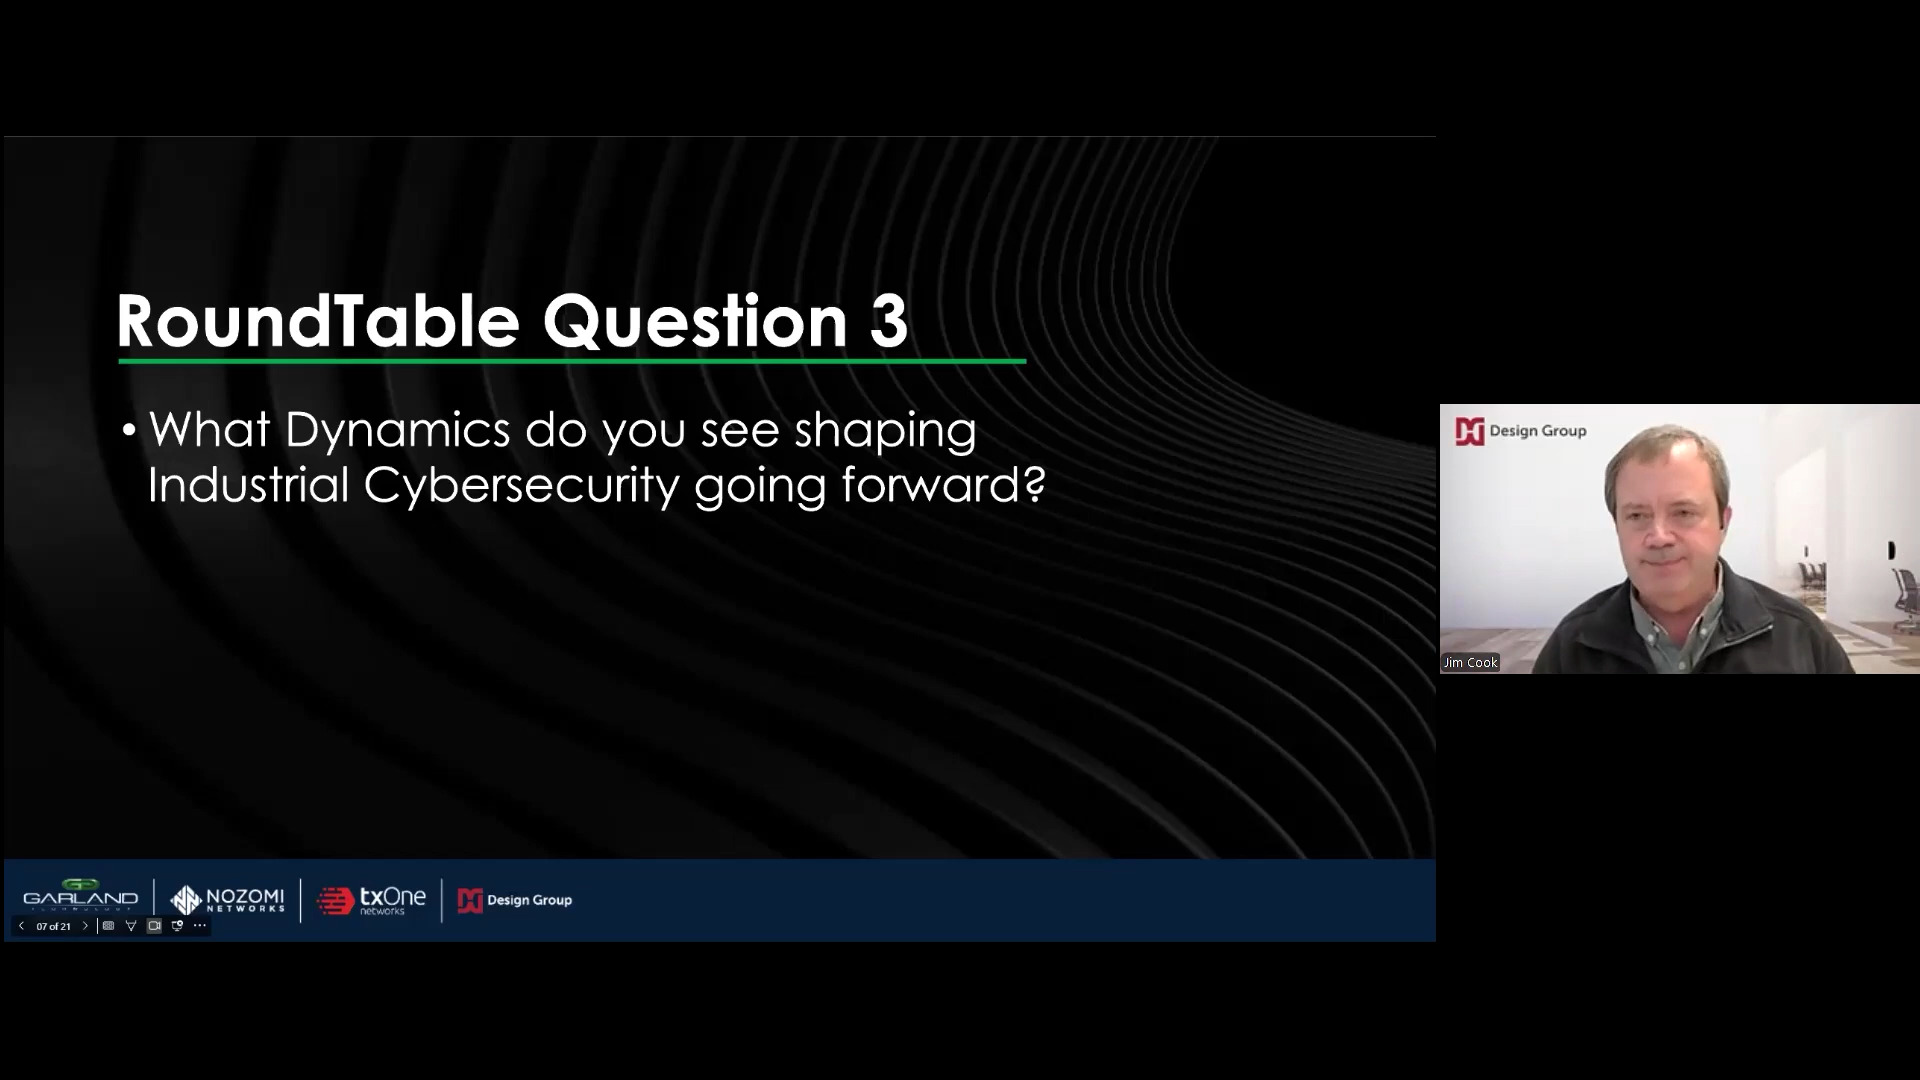 RoundTable Question 3
• What Dynamics do you see shaping
Industrial Cybersecurity going forward?
Design Group
Jim Cook
GARLAND
TECHNOLOGY
NOZOMI
NETWORKS
txOne
networks
Design Group
07 of 21